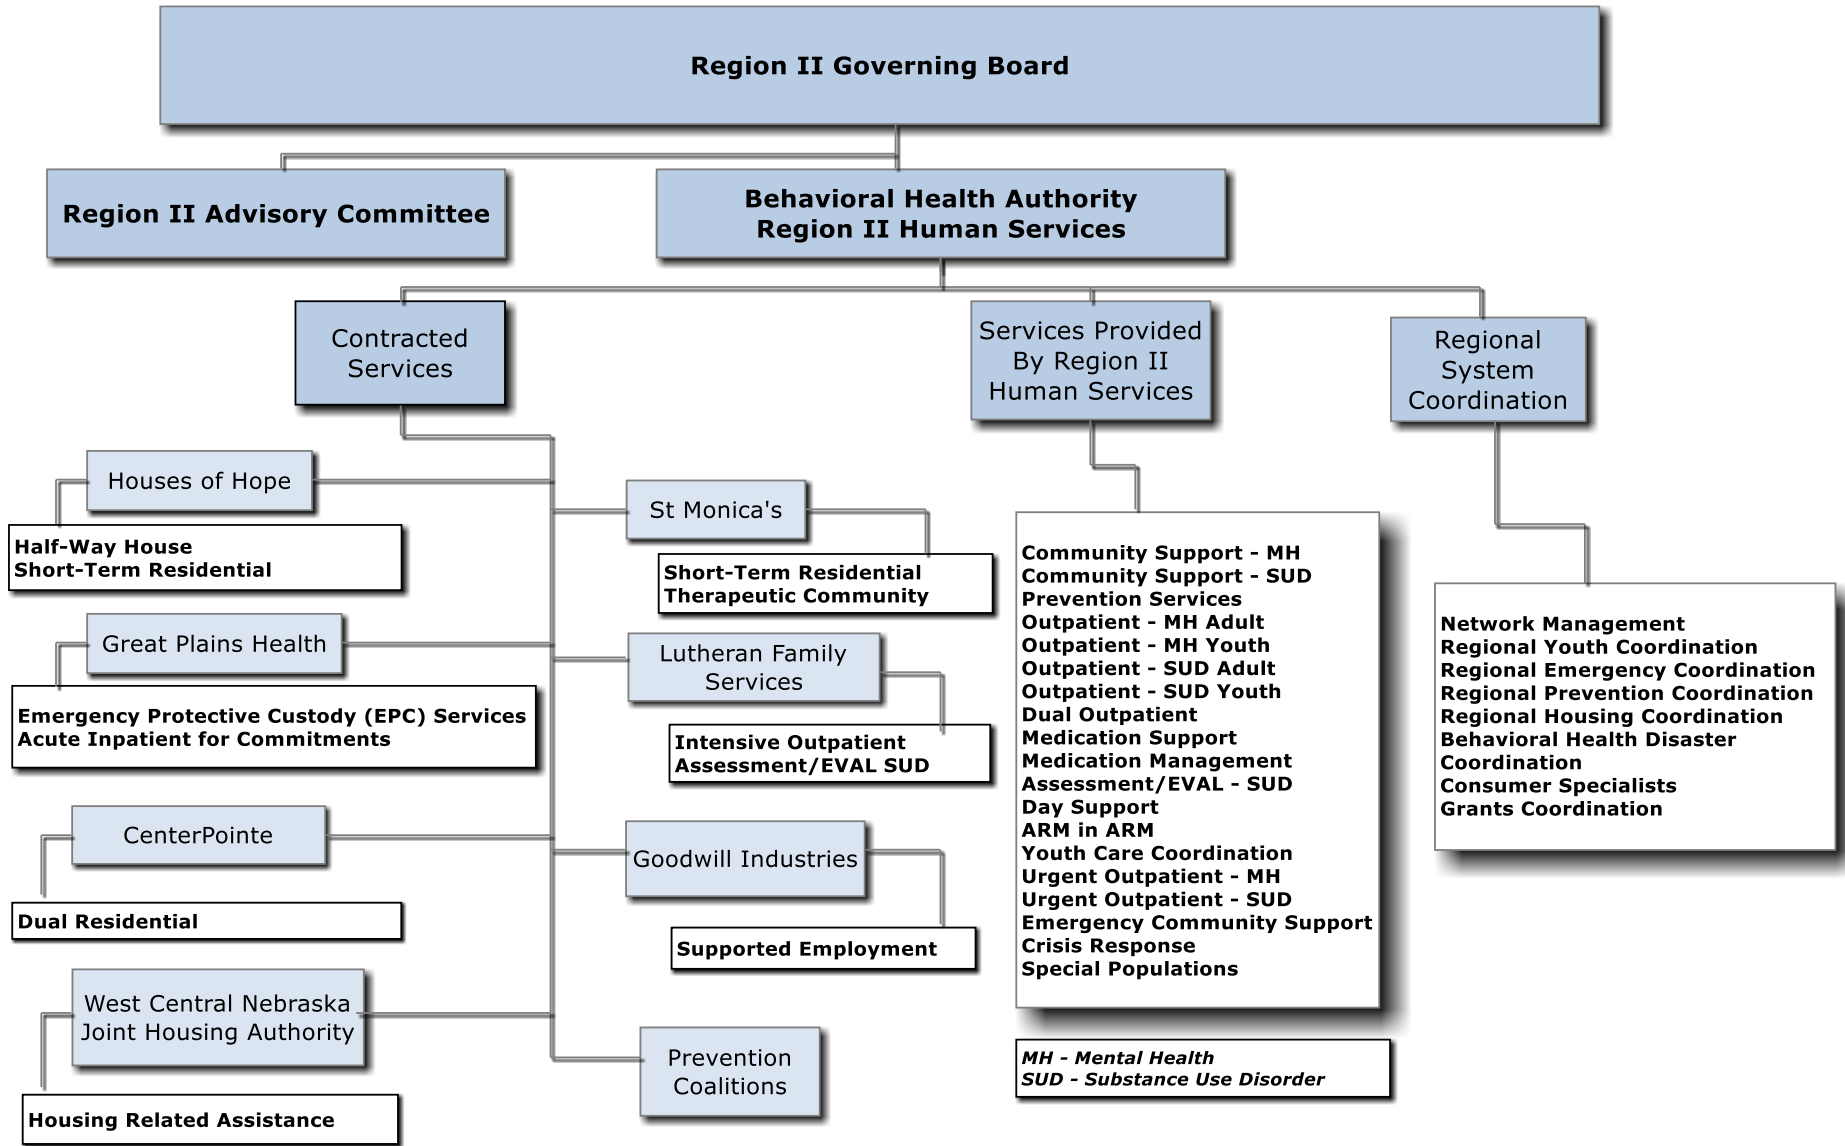 Region II Governing Board
Region II Advisory Committee
Behavioral Health Authority
Region II Human Services
Contracted
Services
Services Provided
By Region II
Human Services
Regional
System
Coordination
Houses of Hope
Half-Way House
Short-Term Residential
St Monica's
Short-Term Residential
Therapeutic Community
Great Plains Health
Emergency Protective Custody (EPC) Services
Acute Inpatient for Commitments
Lutheran Family
Services
Intensive Outpatient
Assessment/EVAL SUD
CenterPointe
Dual Residential
Goodwill Industries
Supported Employment
West Central Nebraska
Joint Housing Authority
Housing Related Assistance
Prevention
Coalitions
Community Support - MH
Community Support - SUD
Prevention Services
Outpatient - MH Adult
Outpatient - MH Youth
Outpatient - SUD Adult
Outpatient - SUD Youth
Dual Outpatient
Medication Support
Medication Management
Assessment/EVAL - SUD
Day Support
ARM in ARM
Youth Care Coordination
Urgent Outpatient - MH
Urgent Outpatient - SUD
Emergency Community Support
Crisis Response
Special Populations
MH - Mental Health
SUD - Substance Use Disorder
Network Management
Regional Youth Coordination
Regional Emergency Coordination
Regional Prevention Coordination
Regional Housing Coordination
Behavioral Health Disaster
Coordination
Consumer Specialists
Grants Coordination